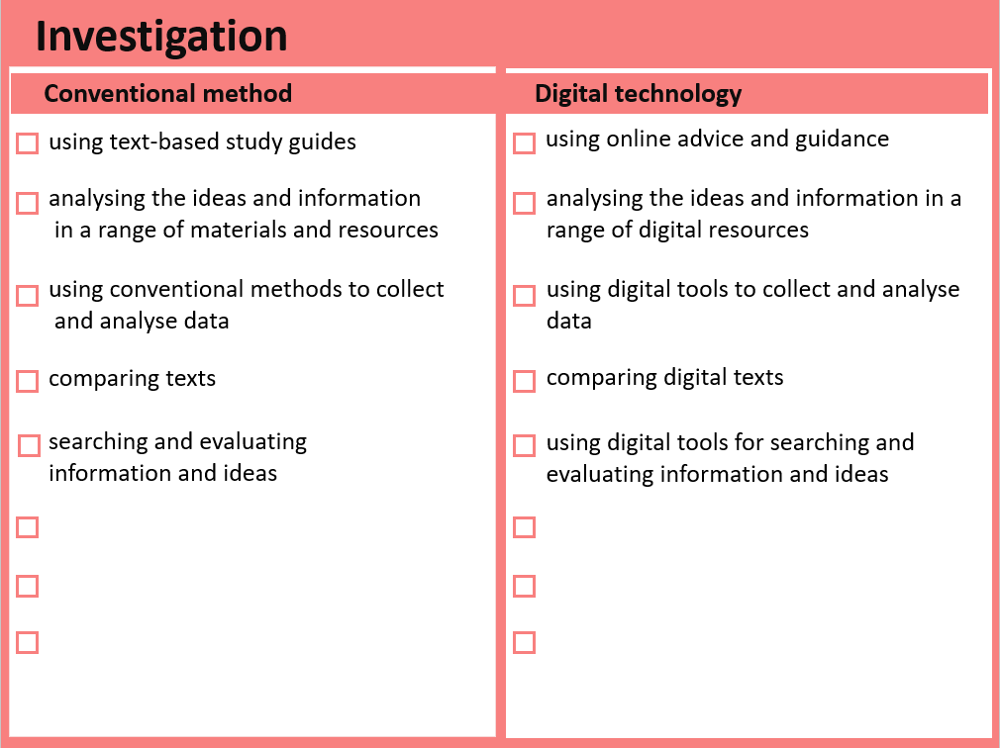 Investigation
Conventional method
using text-based study guides
analysing the ideas and information
in a range of materials and resources
using conventional methods to collect
and analyse data
comparing texts
searching and evaluating
information and ideas
Digital technology
using online advice and guidance
analysing the ideas and information in a
range of digital resources
using digital tools to collect and analyse
data
comparing digital texts
using digital tools for searching and
evaluating information and ideas